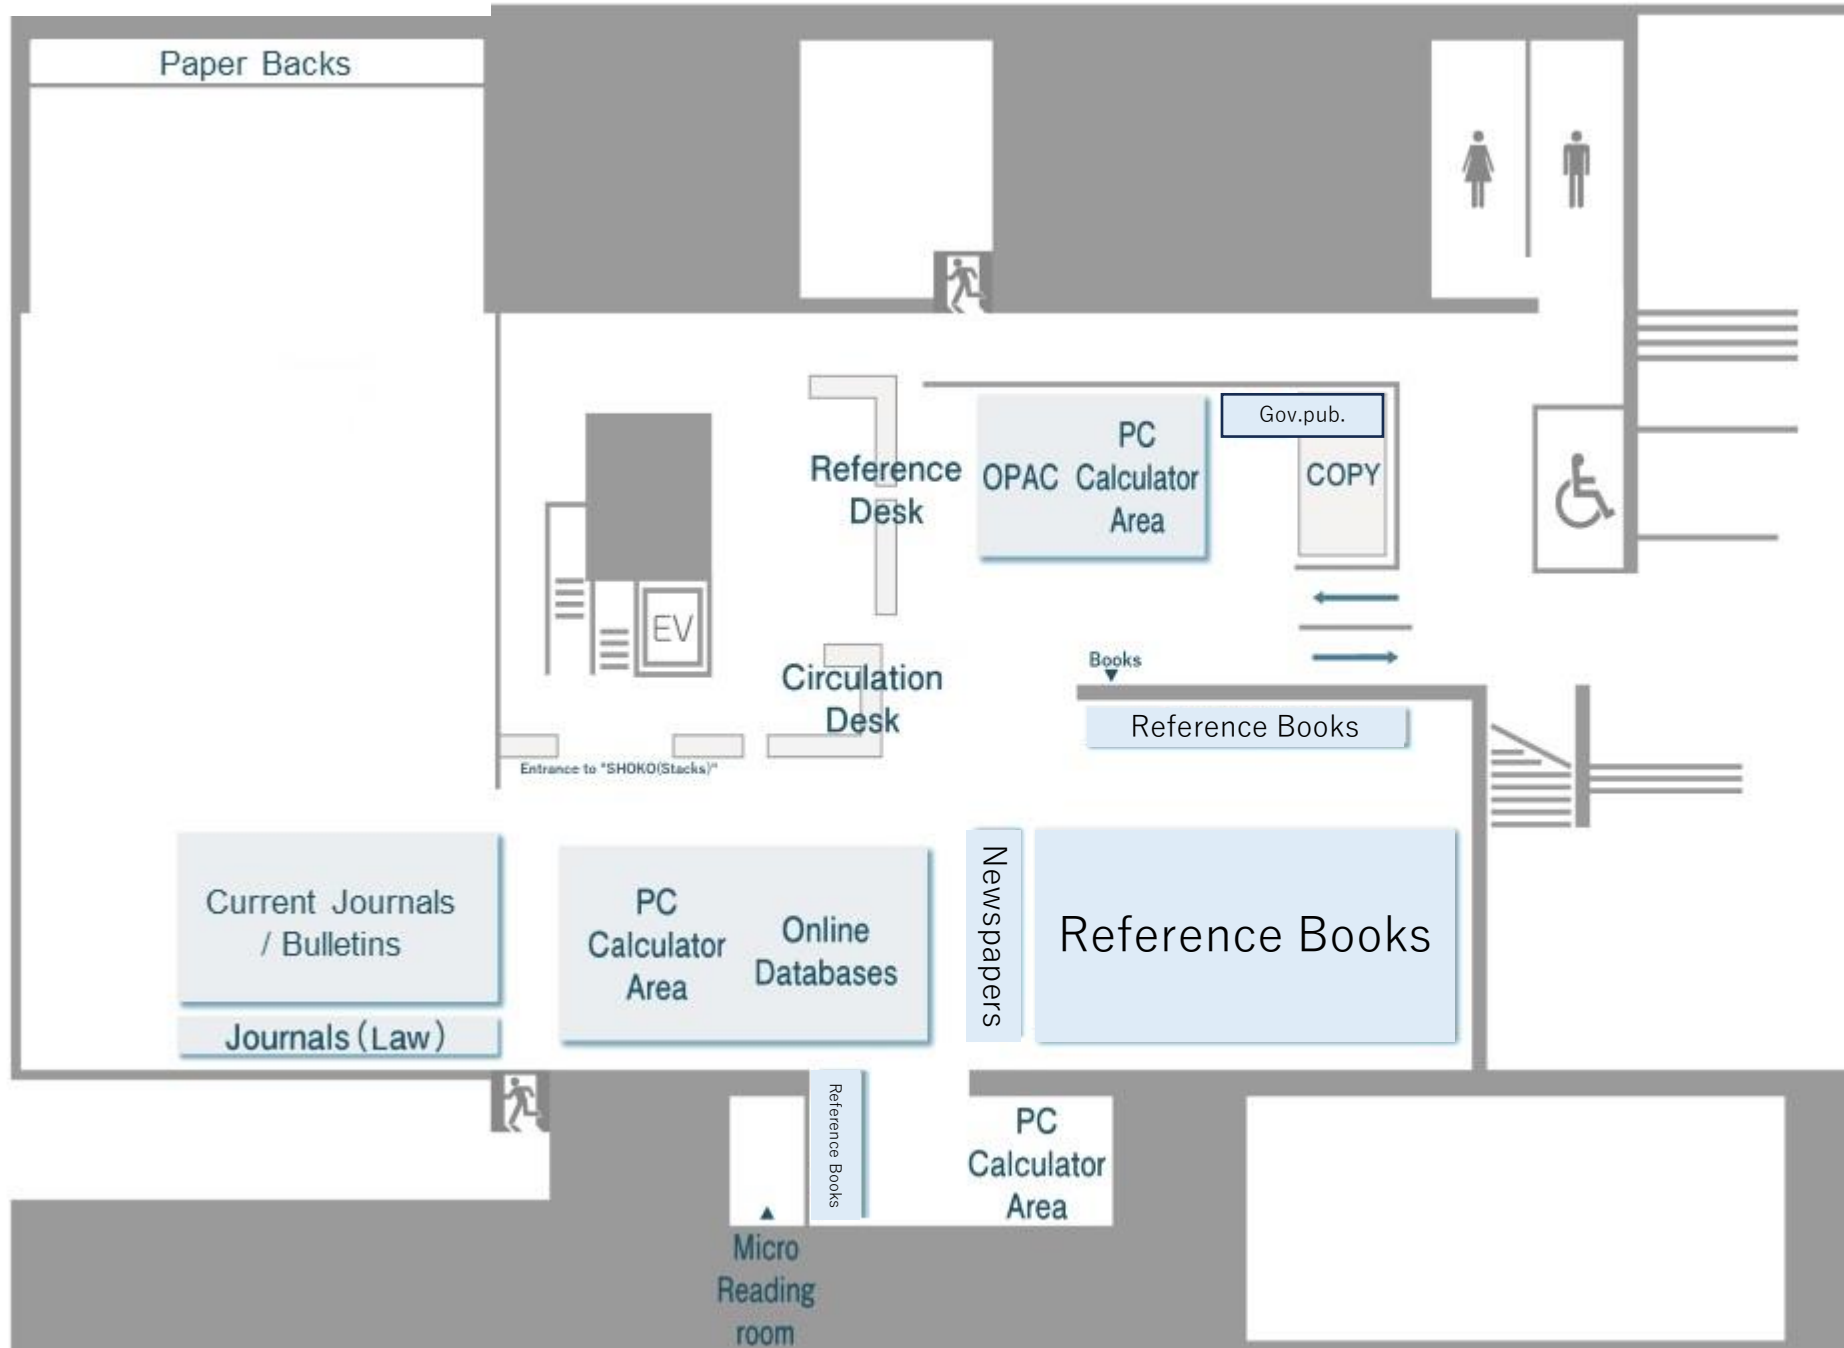 Paper Backs
Gov.pub.
Reference
Desk
OPAC
PC
Calculator
Area
COPY
EV
Books
Circulation
Desk
Reference Books
Entrance to "SHOKO(Stacks)"
Current Journals
/ Bulletins
Journals(Law)
PC
Calculator
Area
Online
Databases
Newspapers
Reference Books
Reference Books
PC
Calculator
Area
Micro
Reading
room